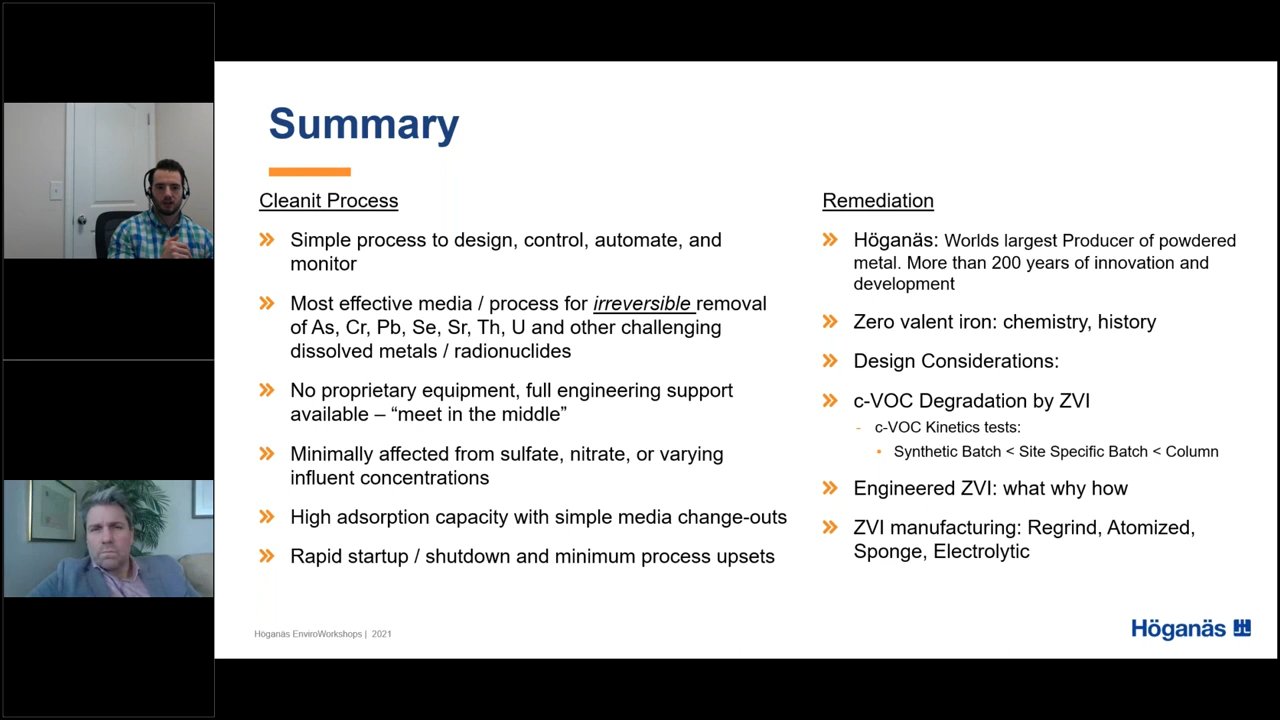 Summary
Cleanit Process
Simple process to design, control, automate, and
monitor
Most effective media / process for irreversible removal
of As, Cr, Pb, Se, Sr, Th, U and other challenging
dissolved metals / radionuclides
No proprietary equipment, full engineering support
available – “meet in the middle”
Minimally affected from sulfate, nitrate, or varying
influent concentrations
High adsorption capacity with simple media change-outs
Rapid startup / shutdown and minimum process upsets
Remediation
Höganäs: Worlds largest Producer of powdered
metal. More than 200 years of innovation and
development
Zero valent iron: chemistry, history
Design Considerations:
c-VOC Degradation by ZVI
- c-VOC Kinetics tests:
• Synthetic Batch < Site Specific Batch < Column
Engineered ZVI: what why how
ZVI manufacturing: Regrind, Atomized,
Sponge, Electrolytic
Höganäs EnviroWorkshops | 2021
Höganäs